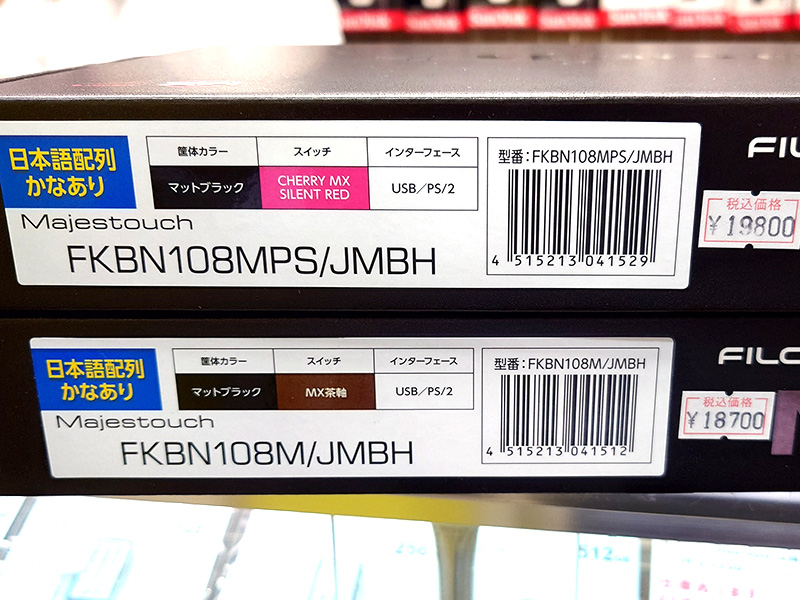 日本語配列
かなあり
筐体カラー
スイッチ
インターフェース
マットブラック
CHERRY MX
SILENT RED
USB/PS/2
Majestouch
FKBN108MPS/JMBH
型番:FKBN108MPS/JMBH
4 515213 041529
FIL
税込価格
¥19800
日本語配列
かなあり
筐体カラー
スイッチ
インターフェース
マットブラック
MX茶軸
USB/PS/2
Majestouch
FKBN108M/JMBH
型番:FKBN108M/JMBH
4 515213 041512
FILC
税込価格
¥18700
512GB